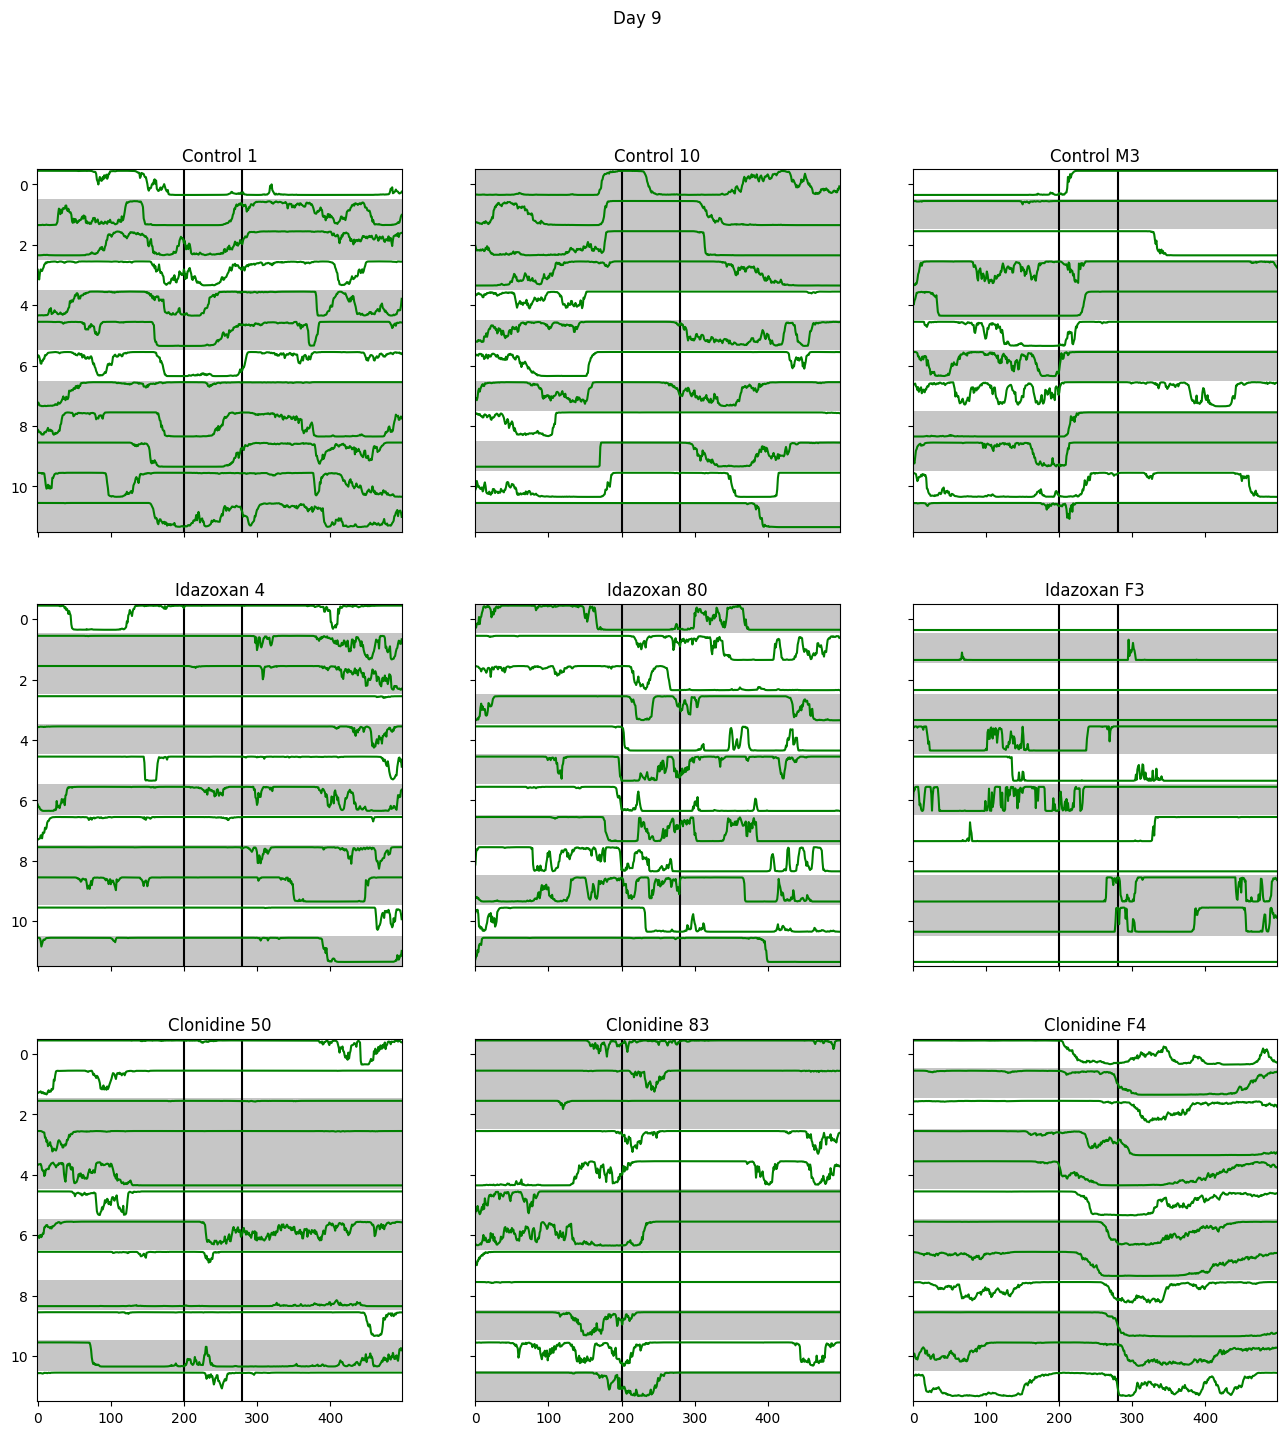 Day 9
Control 1
Control 10
Control M3
0
2
4
6
8
10
Idazoxan 4
Idazoxan 80
Idazoxan F3
0
2
4
6
8
10
Clonidine 50
Clonidine 83
Clonidine F4
0
2
4
6
8
10
0 100 200 300 400
0 100 200 300 400
0 100 200 300 400